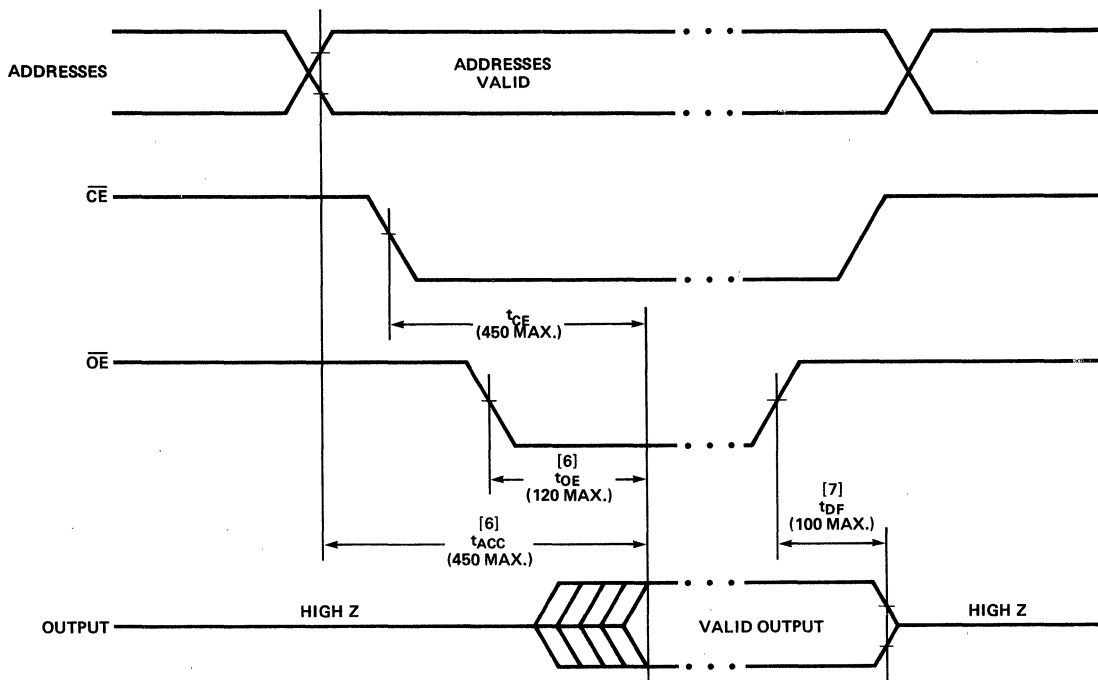 ADDRESSES
ADDRESSES
VALID
CE
tCE
(450 MAX.)
OE
[6]
tOE
(120 MAX.)
[7]
tDF
(100 MAX.)
[6]
tACC
(450 MAX.)
OUTPUT
HIGH Z
VALID OUTPUT
HIGH Z